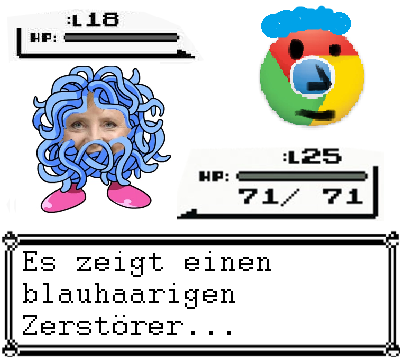 :L18
HP:
:L25
HP:
71/ 71
Es zeigt einen
blauhaarigen
Zerstörer...